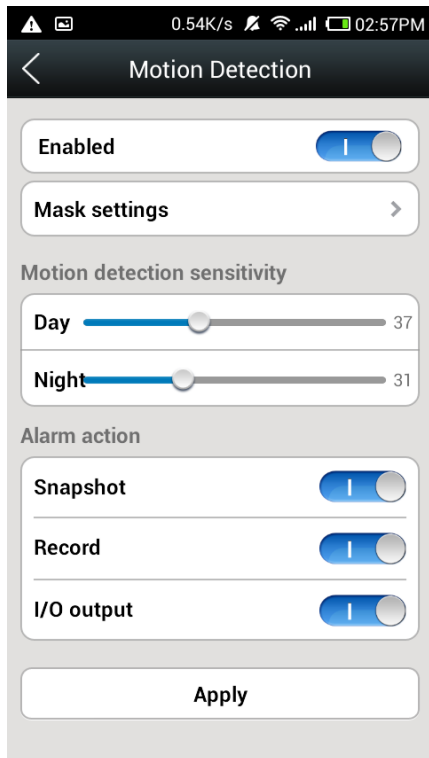 0.54K/s 02:57PM
Motion Detection
Enabled
Mask settings
Motion detection sensitivity
Day 37
Night 31
Alarm action
Snapshot
Record
I/O output
Apply